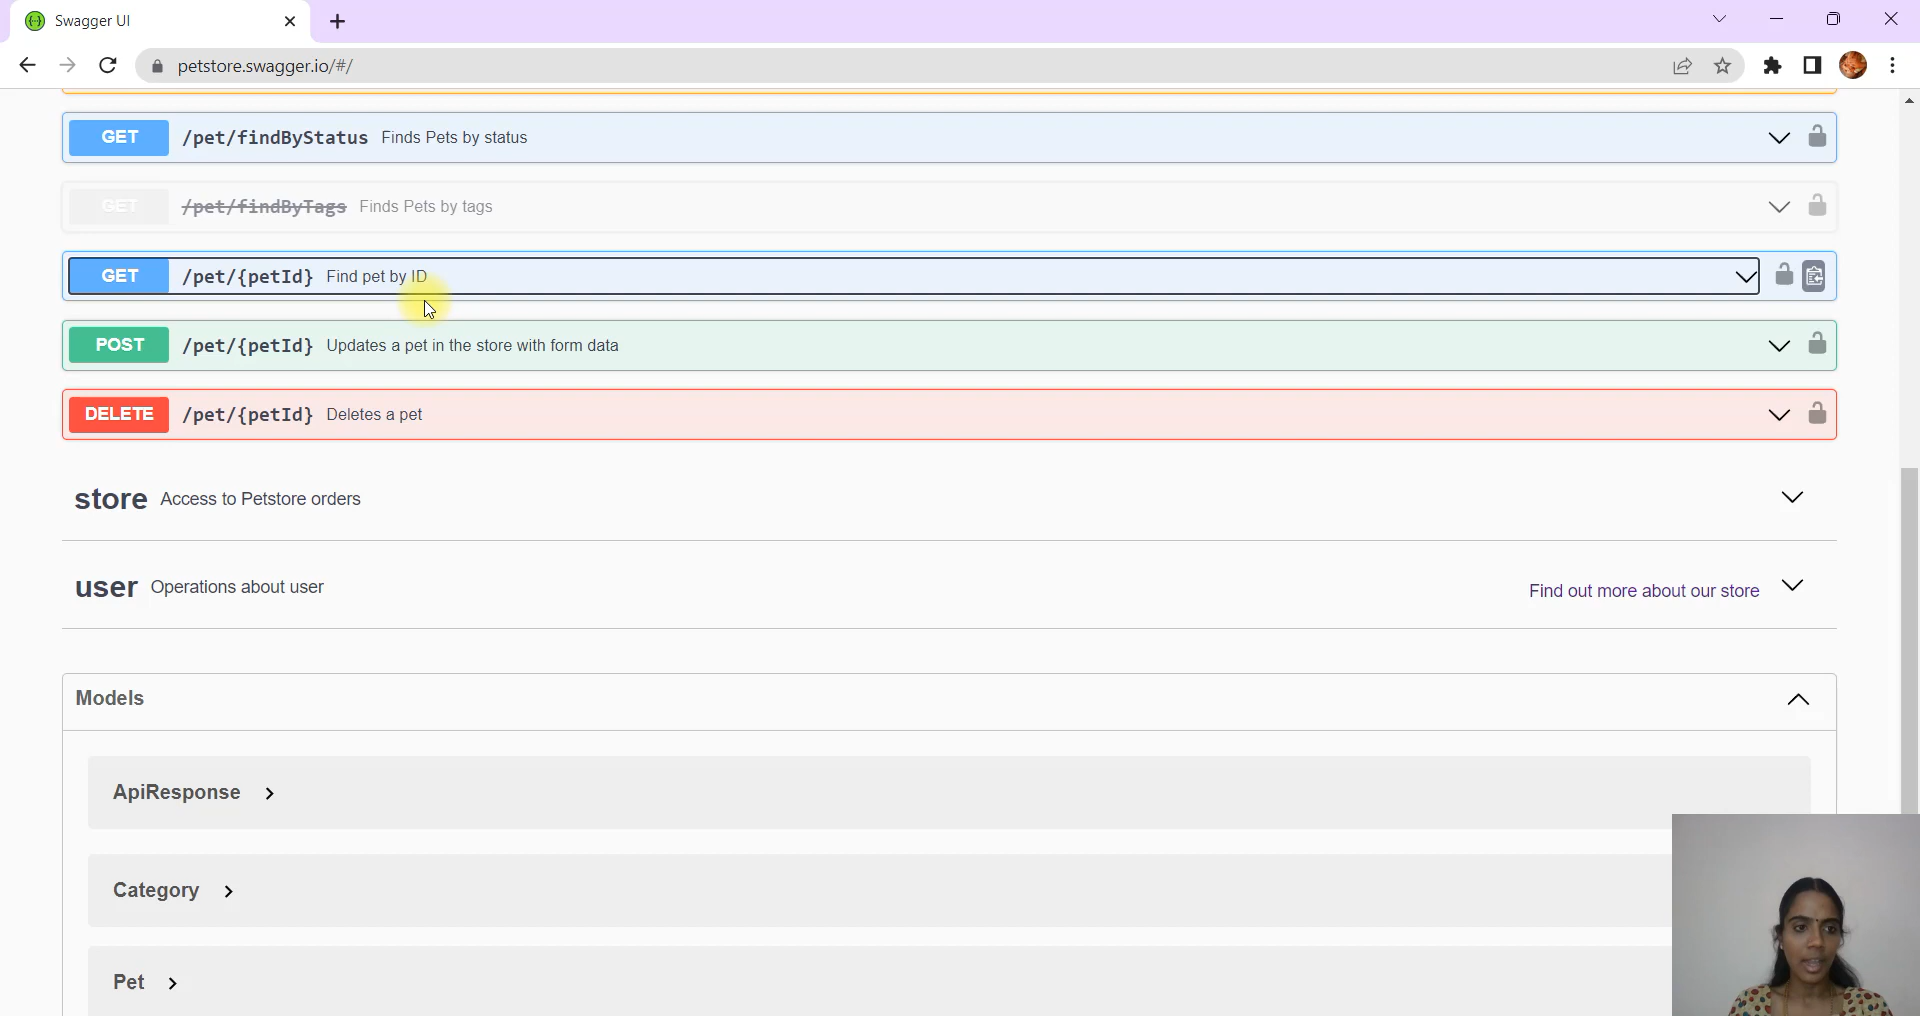 Swagger UI
petstore.swagger.io/#/
GET /pet/findByStatus Finds Pets by status
GET /pet/findByTags Finds Pets by tags
GET /pet/{petId} Find pet by ID
POST /pet/{petId} Updates a pet in the store with form data
DELETE /pet/{petId} Deletes a pet
store Access to Petstore orders
user Operations about user Find out more about our store
Models
ApiResponse
Category
Pet